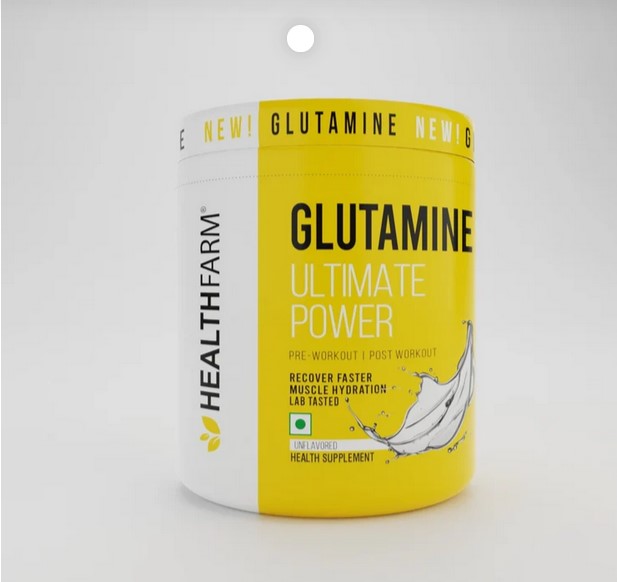 E NEW! GLUTAMINE NEW! G
HEALTHFARM®
GLUTAMINE
ULTIMATE
POWER
PRE-WORKOUT | POST WORKOUT
RECOVER FASTER
MUSCLE HYDRATION
LAB TASTED
UNFLAVORED
HEALTH SUPPLEMENT